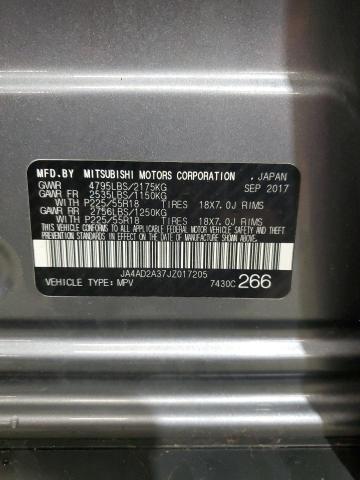 MFD.BY MITSUBISHI MOTORS CORPORATION . JAPAN
GVWR 4795LBS/2175KG SEP 2017
GAWR FR 2535LBS/1150KG
WITH P225/55R18 18X7.0J RIMS
GAWR RR 2756LBS/1250KG
WITH P225/55R18 18X7.0J RIMS
THIS VEHICLE CONFORMS TO ALL APPLICABLE
FEDERAL MOTOR VEHICLE SAFETY AND THEFT
PREVENTION STANDARDS IN EFFECT ON THE
DATE OF MANUFACTURE SHOWN ABOVE.
JA4AD2A37JZ017205
VEHICLE TYPE: MPV 7430C 266